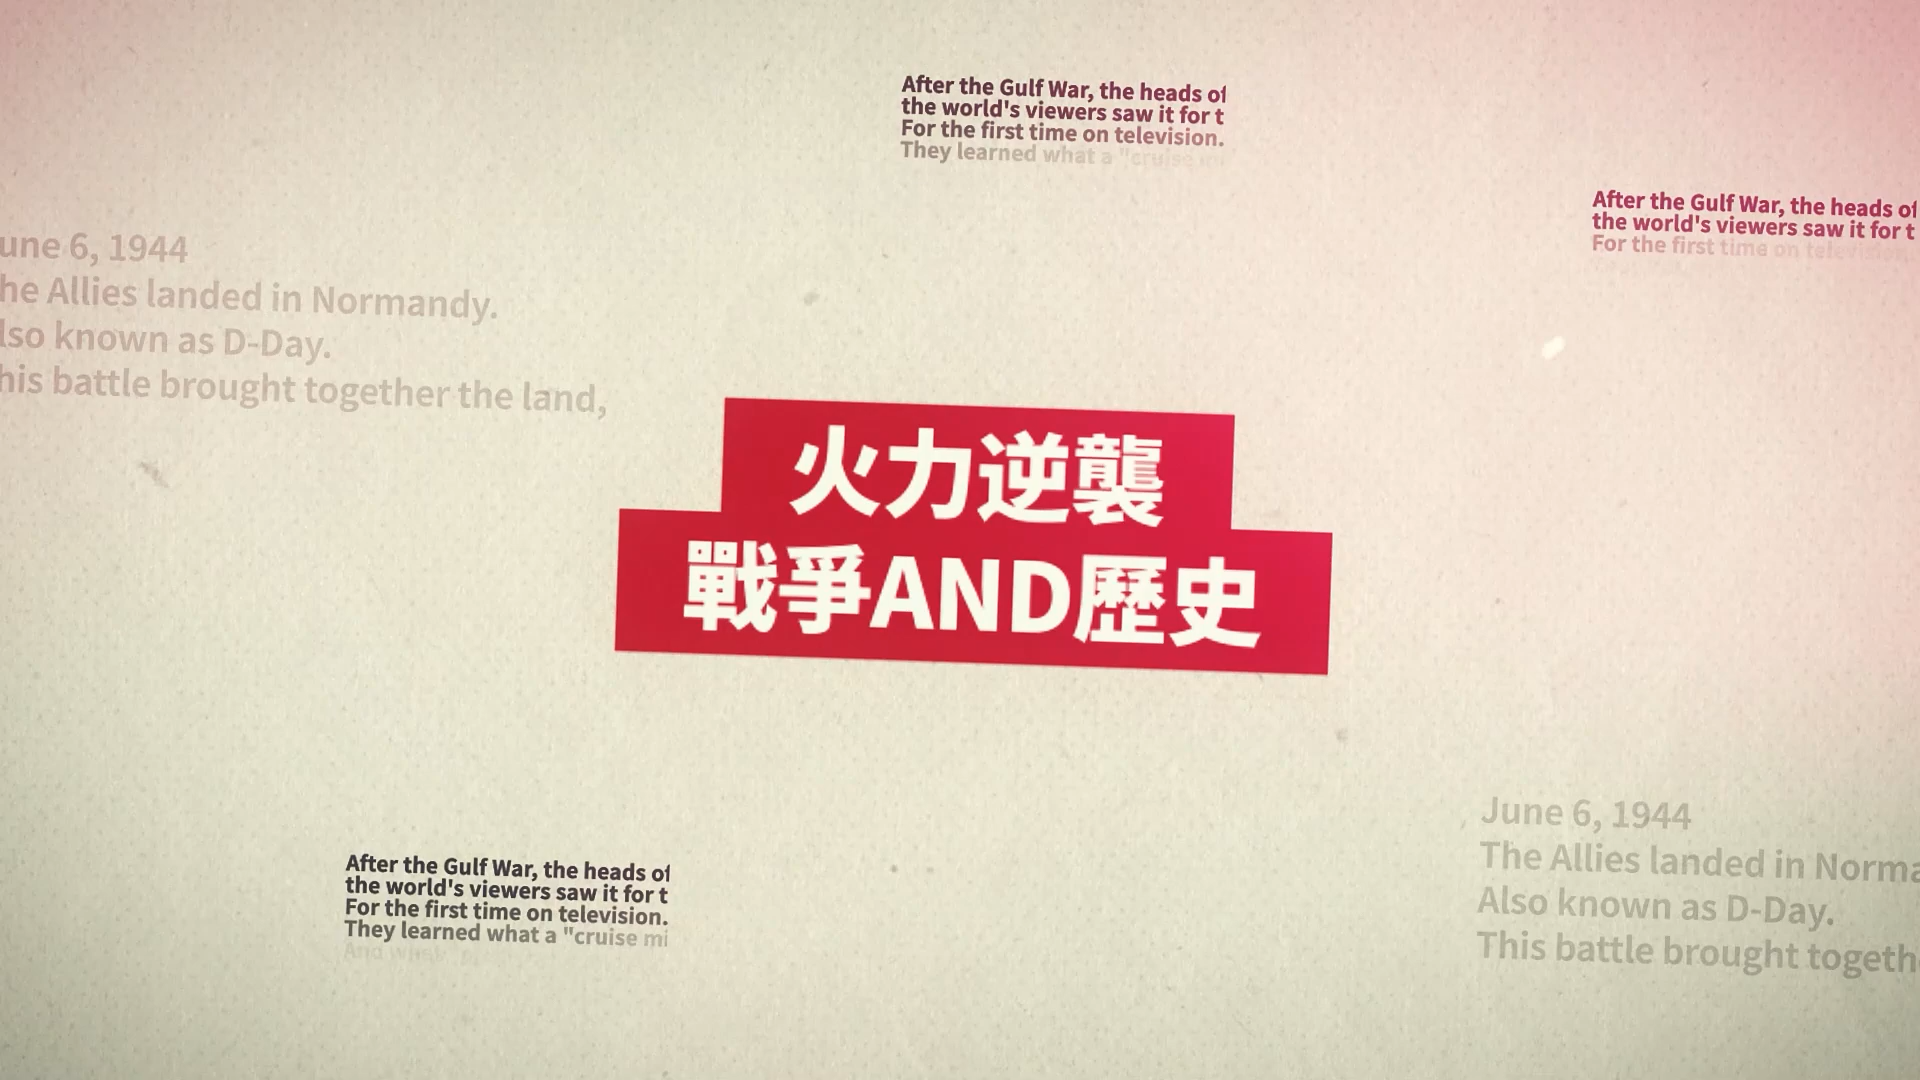 After the Gulf War, the heads of
the world's viewers saw it for t
For the first time on television.
They learned what a "cruise mi
After the Gulf War, the heads of
the world's viewers saw it for t
For the first time on televisi
une 6, 1944
he Allies landed in Normandy.
lso known as D-Day.
his battle brought together the land,
火力逆襲
戰爭AND歷史
June 6, 1944
The Allies landed in Norma
Also known as D-Day.
This battle brought togeth
After the Gulf War, the heads of
the world's viewers saw it for t
For the first time on television.
They learned what a "cruise mi